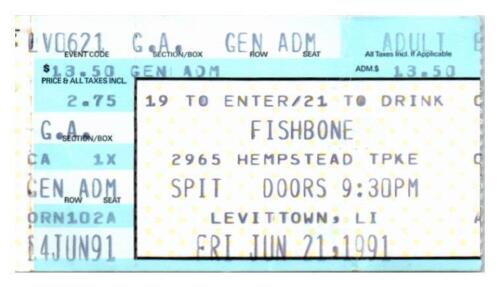 LV0621 G.A. GEN ADM ADULT
EVENT CODE SECTION/BOX ROW SEAT All Taxes Incl. If Applicable
$13.50 GEN ADM ADM.$ 13.50
PRICE & ALL TAXES INCL.
2.75 19 TO ENTER/21 TO DRINK
G.A. FISHBONE
SECTION/BOX
CA 1X 2965 HEMPSTEAD TPKE
GEN ADM SPIT DOORS 9:30PM
ROW SEAT
ORN102A LEVITTOWN, LI
4JUN91 FRI JUN 21,1991